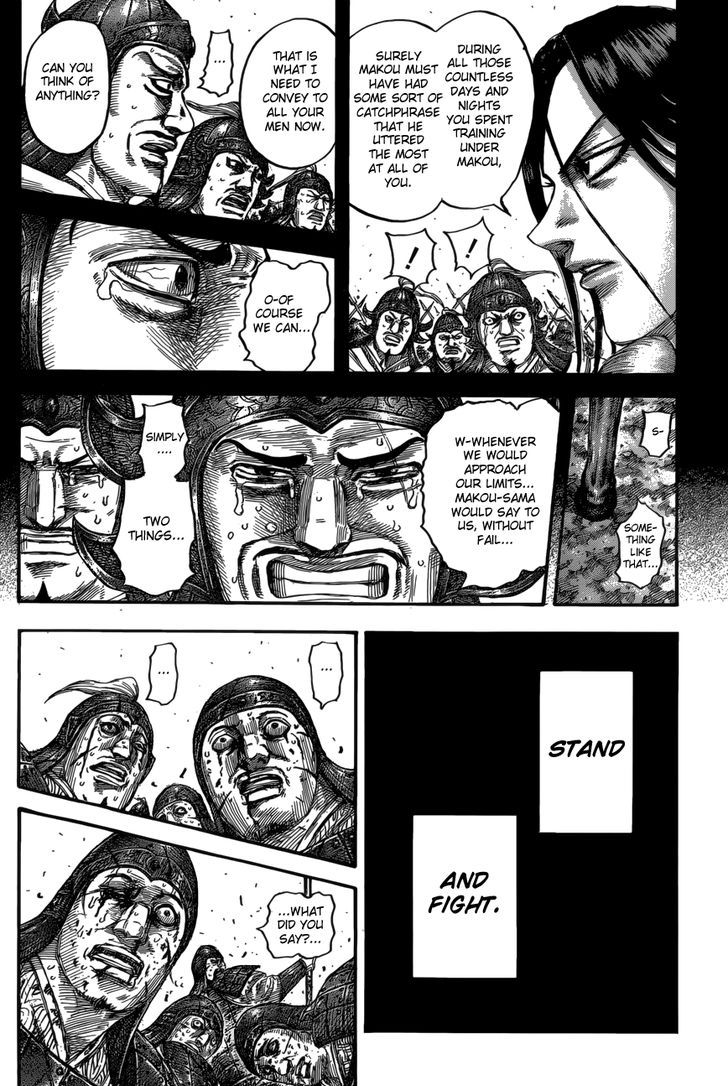 DURING
ALL THOSE
COUNTLESS
DAYS AND
NIGHTS
YOU SPENT
TRAINING
UNDER
MAKOU,
SURELY
MAKOU MUST
HAVE HAD
SOME SORT OF
CATCHPHRASE
THAT HE
UTTERED
THE MOST
AT ALL OF
YOU.
!
!
THAT IS
WHAT I
NEED TO
CONVEY TO
ALL YOUR
MEN NOW.
...
CAN YOU
THINK OF
ANYTHING?
O-OF
COURSE
WE CAN...
S-
SOME-
THING
LIKE
THAT...
W-WHENEVER
WE WOULD
APPROACH
OUR LIMITS...
MAKOU-SAMA
WOULD SAY TO
US, WITHOUT
FAIL...
SIMPLY
....
TWO
THINGS...
STAND
AND
FIGHT.
...
...
...WHAT
DID YOU
SAY?...